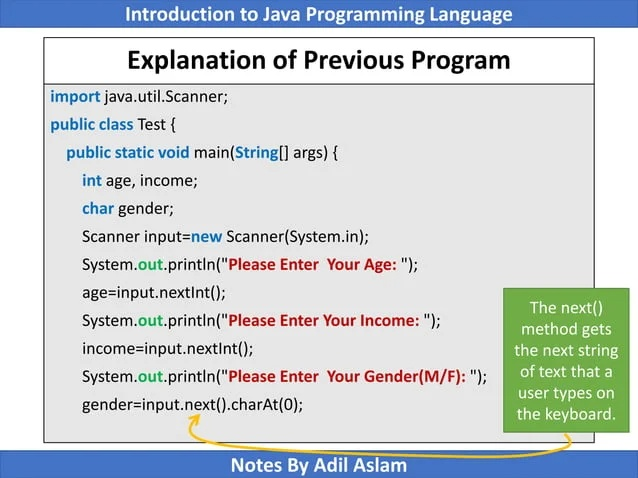 Introduction to Java Programming Language
Explanation of Previous Program
import java.util.Scanner;
public class Test {
public static void main(String[] args) {
int age, income;
char gender;
Scanner input=new Scanner(System.in);
System.out.println("Please Enter  Your Age: ");
age=input.nextInt();
System.out.println("Please Enter Your Income: ");
income=input.nextInt();
System.out.println("Please Enter  Your Gender(M/F): ");
gender=input.next().charAt(0);
The next()
method gets
the next string
of text that a
user types on
the keyboard.
Notes By Adil Aslam